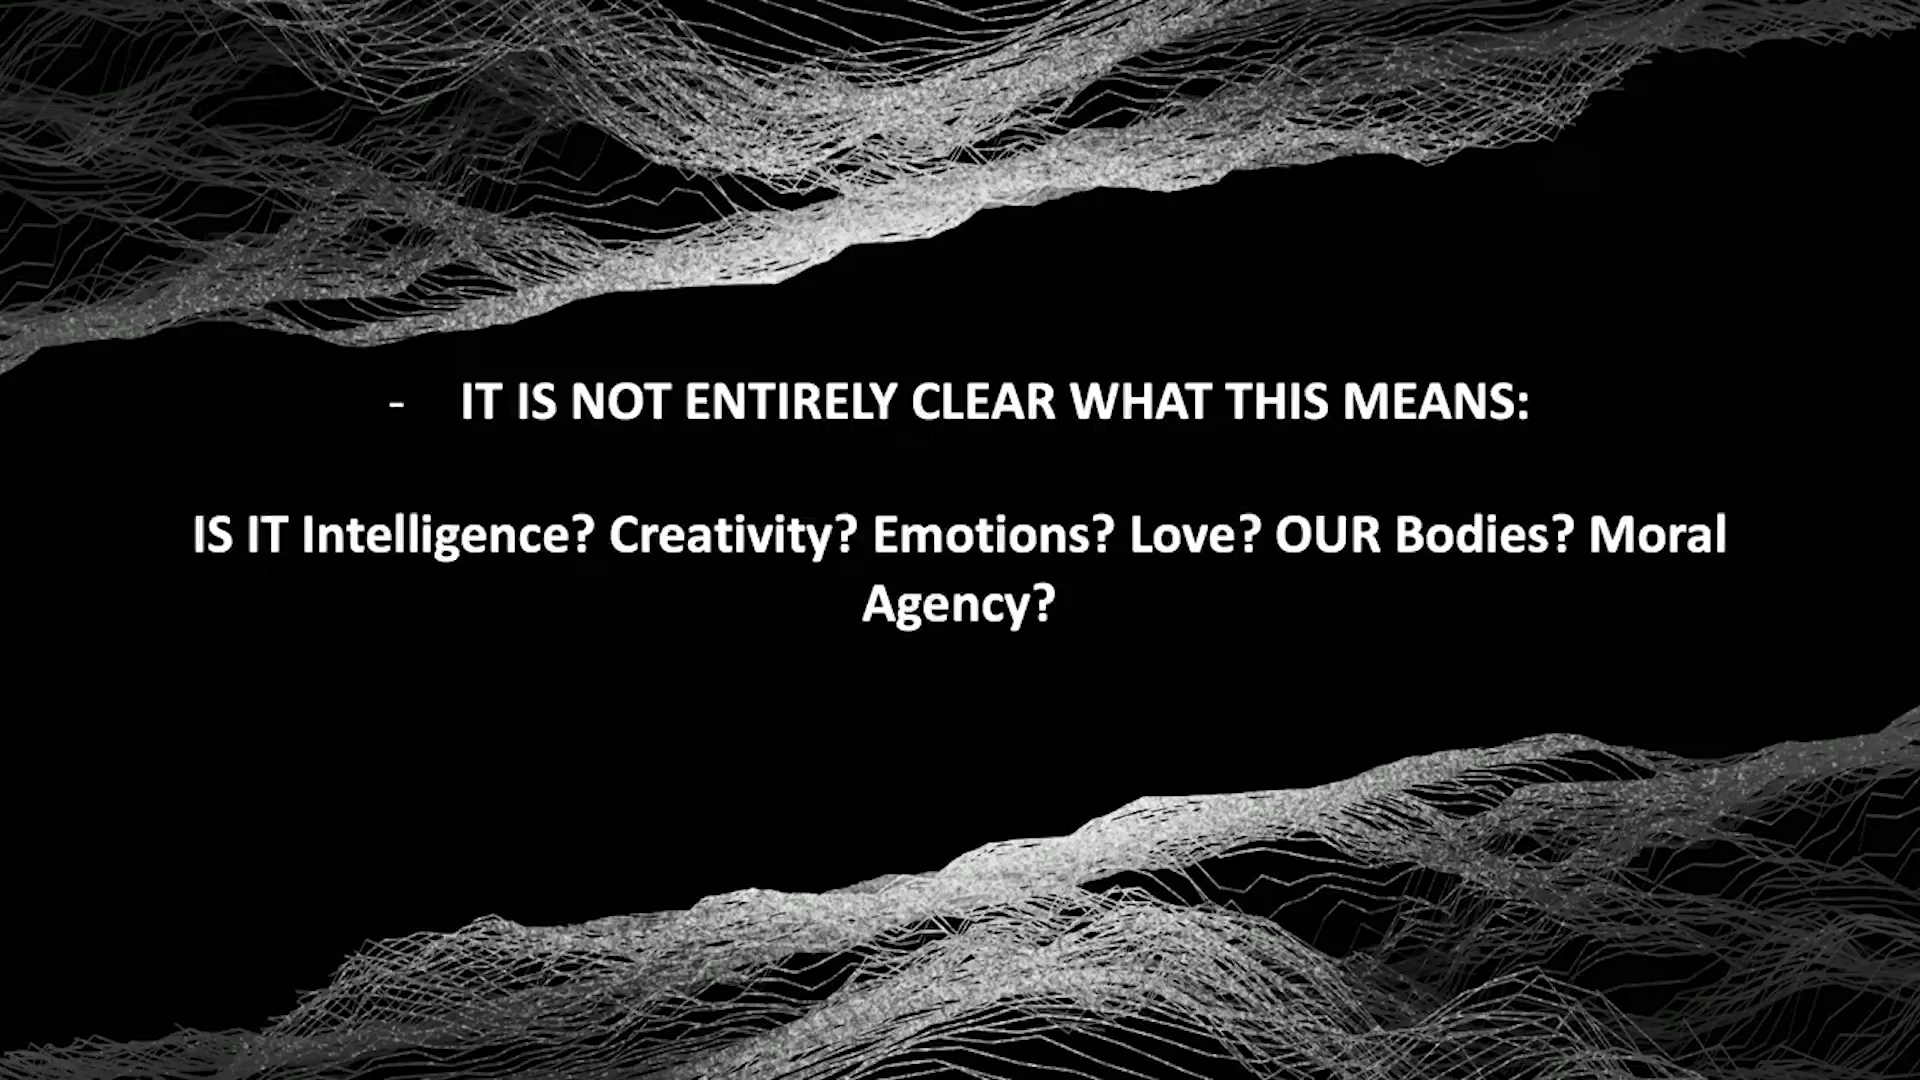 - IT IS NOT ENTIRELY CLEAR WHAT THIS MEANS:
IS IT Intelligence? Creativity? Emotions? Love? OUR Bodies? Moral
Agency?